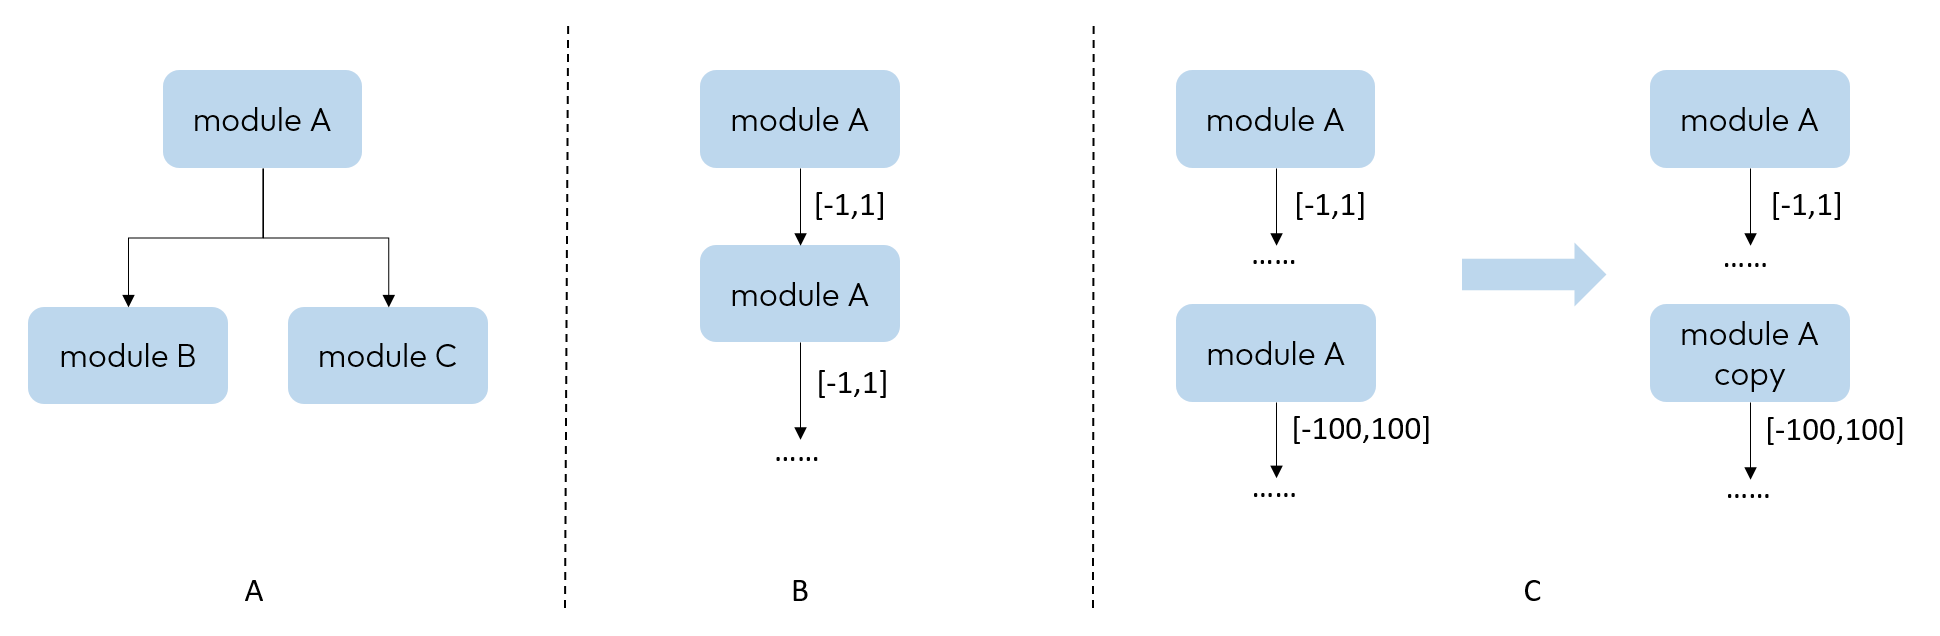 module A
module B
module C
A
module A
[-1,1]
module A
[-1,1]
......
B
module A
[-1,1]
......
module A
[-100,100]
......
module A
[-1,1]
......
module A
copy
[-100,100]
......
C